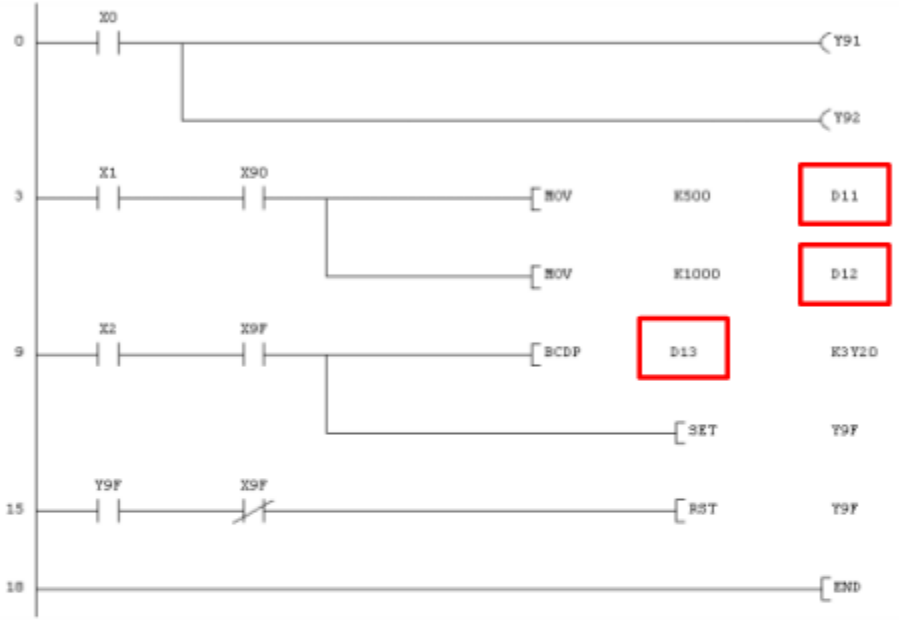 X0
0 Y91
Y92
X1 X90
3 MOV K500 D11
MOV K1000 D12
X2 X9F
9 BCDP D13 K3Y20
SET Y9F
Y9F X9F
15 RST Y9F
18 END